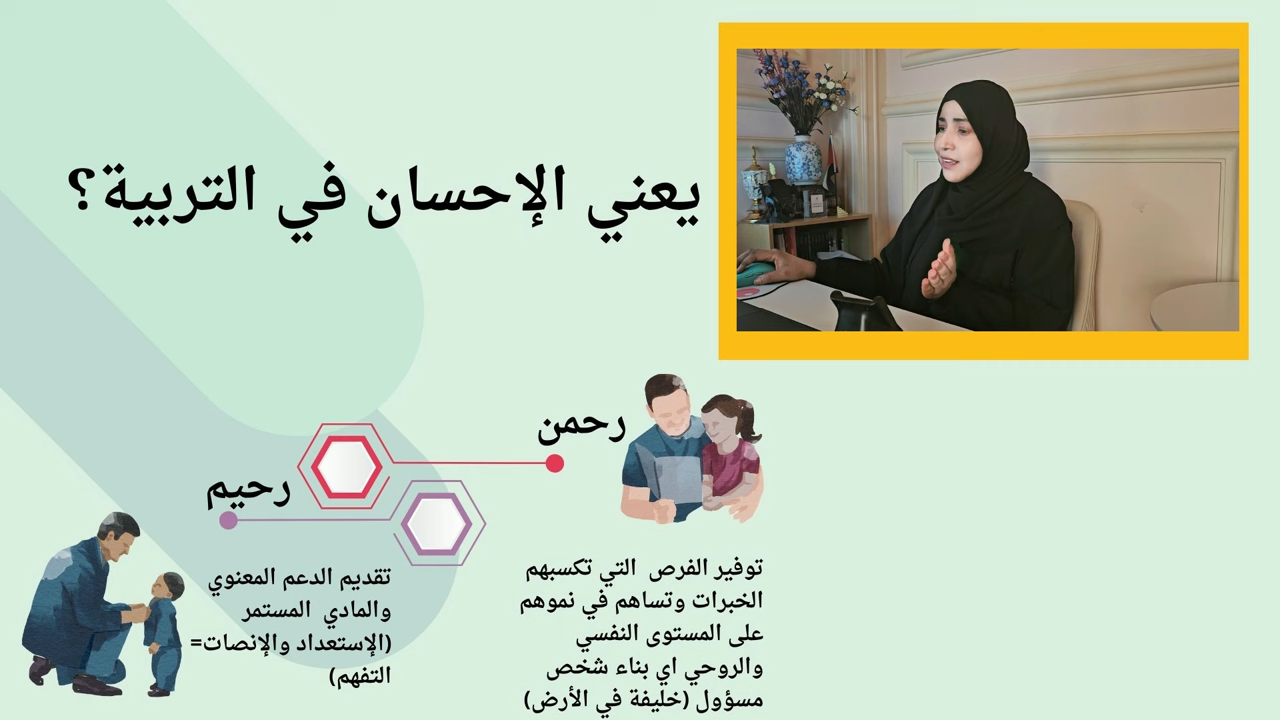 يعني الإحسان في التربية؟
رحمن
توفير الفرص التي تكسبهم
الخبرات وتساهم في نموهم
على المستوى النفسي
والروحي اي بناء شخص
مسؤول (خليفة في الأرض)
رحيم
تقديم الدعم المعنوي
والمادي المستمر
(الإستعداد والإنصات=
التفهم)